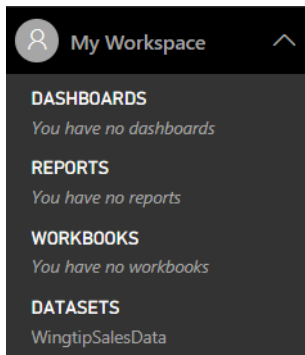 My Workspace
DASHBOARDS
You have no dashboards
REPORTS
You have no reports
WORKBOOKS
You have no workbooks
DATASETS
WingtipSalesData